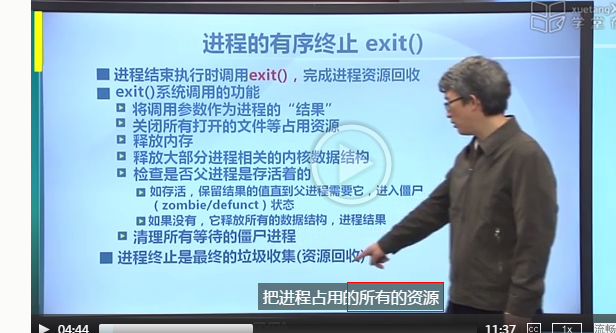 xuetang
学堂在
进程的有序终止 exit()
进程结束执行时调用exit()，完成进程资源回收
exit()系统调用的功能
将调用参数作为进程的“结果”
关闭所有打开的文件等占用资源
释放内存
释放大部分进程相关的内核数据结构
检查是否父进程是存活着的
如存活，保留结果的值直到父进程需要它，进入僵尸
（zombie/defunct）状态
如果没有，它释放所有的数据结构，进程结果
清理所有等待的僵尸进程
进程终止是最终的垃圾收集(资源回收)
把进程占用的所有的资源
04:44
11:37
CC
1x
流畅